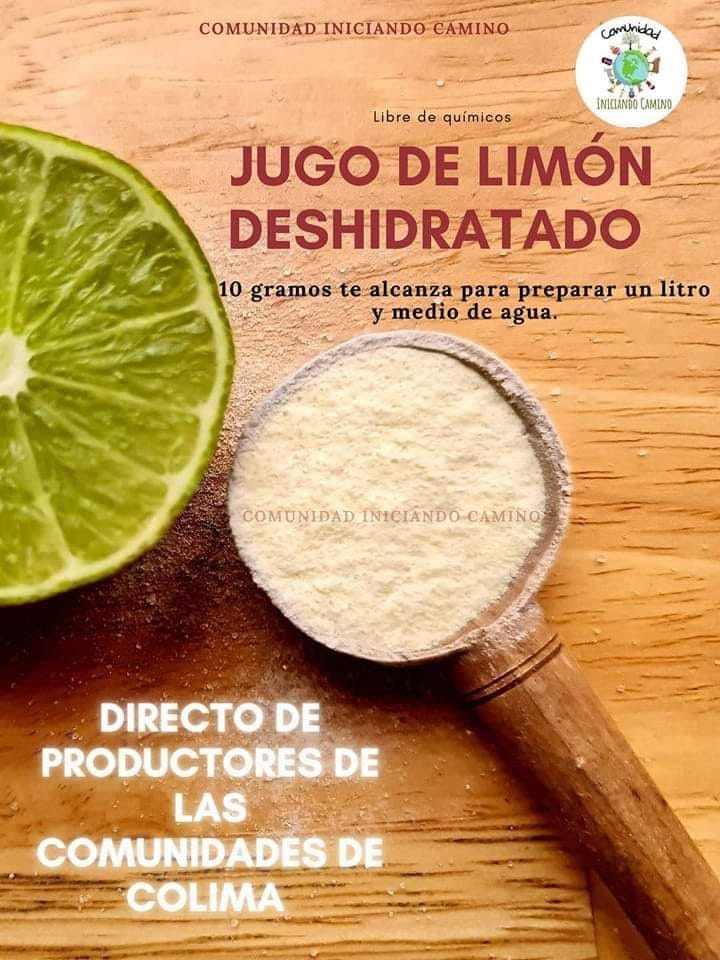 COMUNIDAD INICIANDO CAMINO
Comunidad
INICIANDO CAMINO
Libre de químicos
JUGO DE LIMÓN
DESHIDRATADO
10 gramos te alcanza para preparar un litro
y medio de agua.
COMUNIDAD INICIANDO CAMINO
DIRECTO DE
PRODUCTORES DE
LAS
COMUNIDADES DE
COLIMA